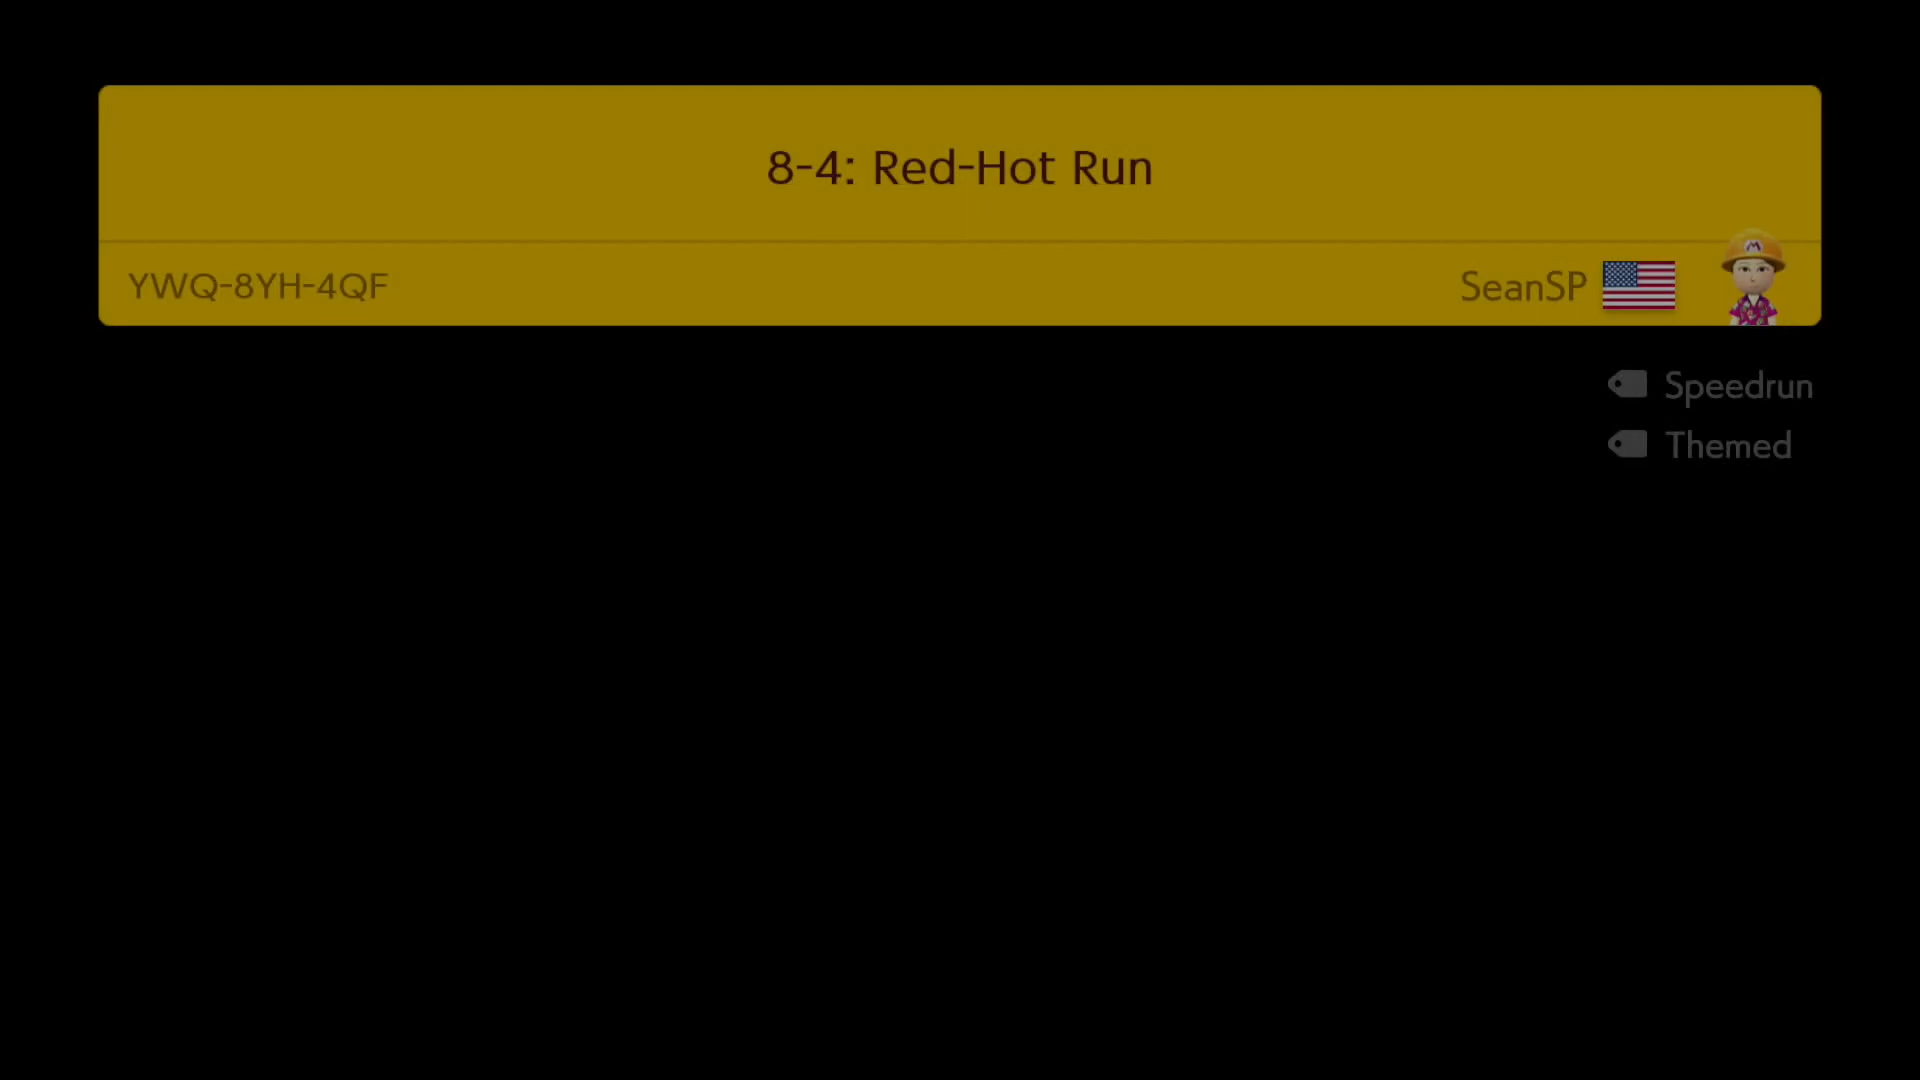 8-4: Red-Hot Run
YWQ-8YH-4QF
SeanSP
M
Speedrun
Themed